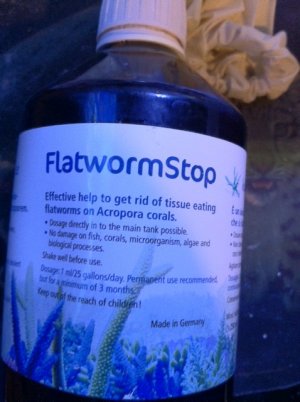 FlatwormStop
Effective help to get rid of tissue eating
flatworms on Acropora corals.
• Dosage directly in to the main tank possible.
• No damage on fish, corals, microorganism, algae and
biological processes.
Shake well before use.
Dosage: 1 ml/25 gallons/day. Permanent use recommended,
but for a minimum of 3 months.
Keep out of the reach of children!
Made in Germany